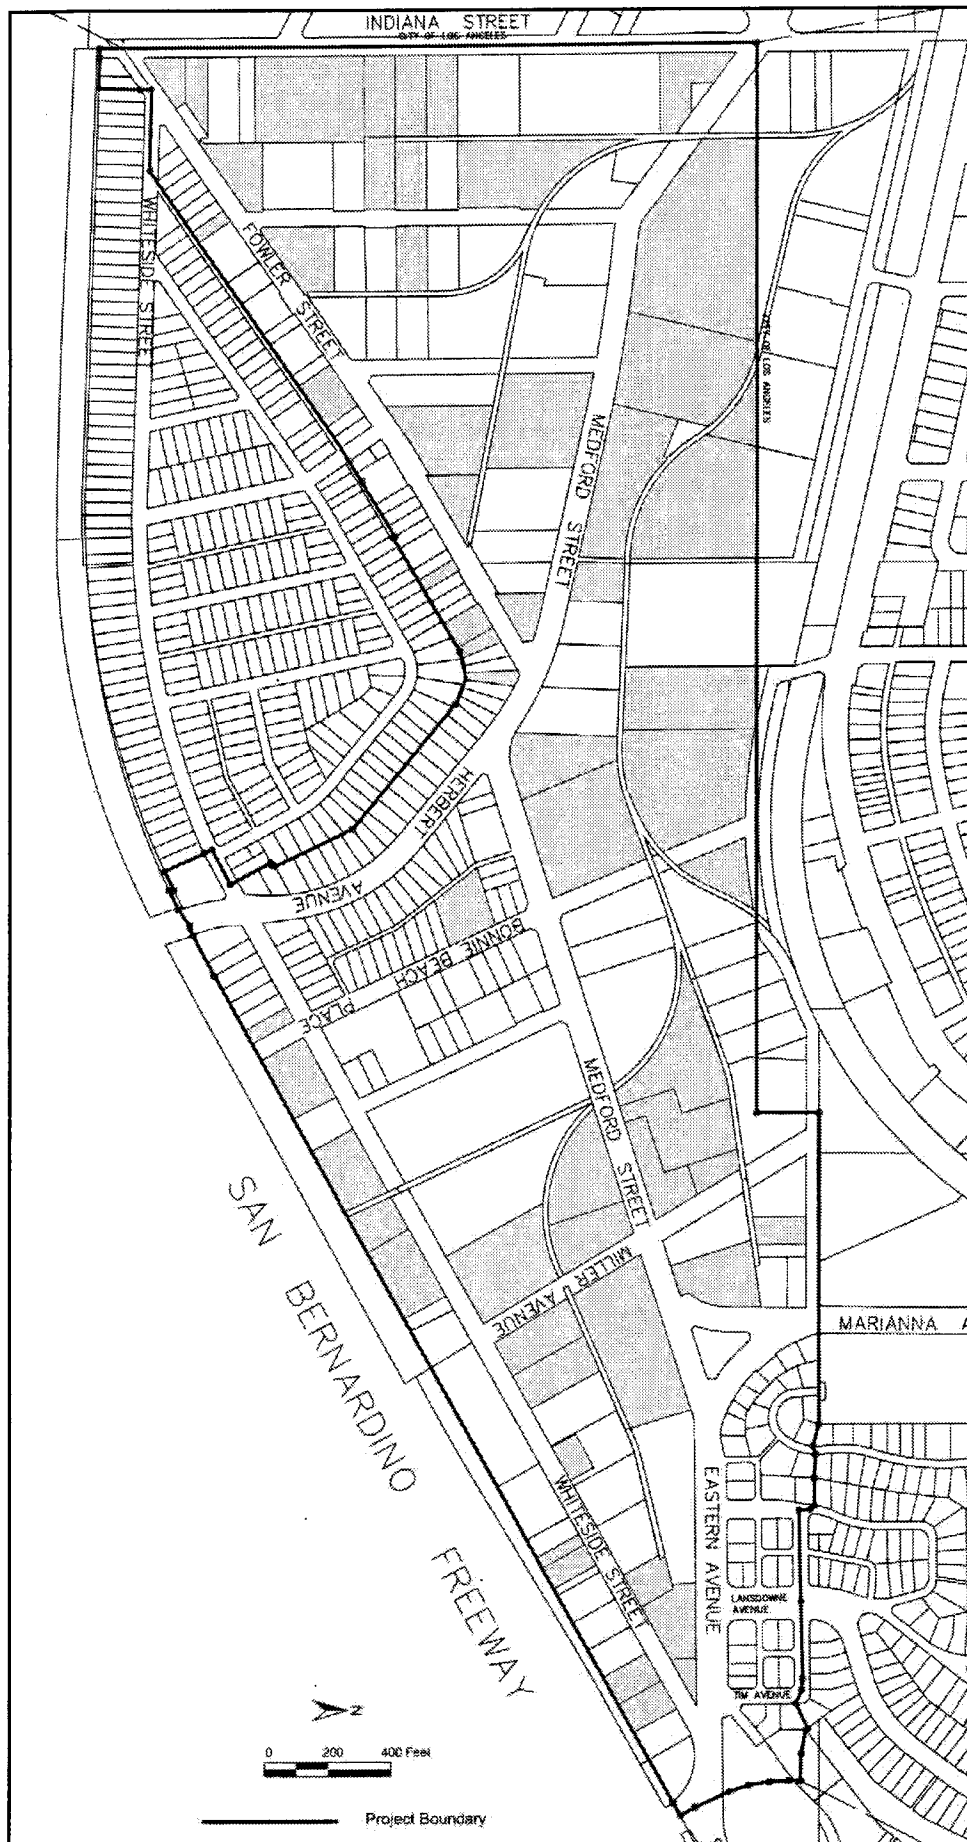 INDIANA STREET
CITY OF LOS ANGELES
WHITESIDE STREE
FOWLER STREET
CITY OF LOS ANGELES
MEDFORD STREET
HERBERT
AVENUE
BONNIE BEACH
PLACE
MEDFORD STREET
SAN BERNARDINO FREEWAY
MILLER AVENUE
MARIANNA A
WHITESIDE STREET
EASTERN AVENUE
LANSDOWNE
AVENUE
TIM AVENUE
N
0 200 400 Feet
Project Boundary